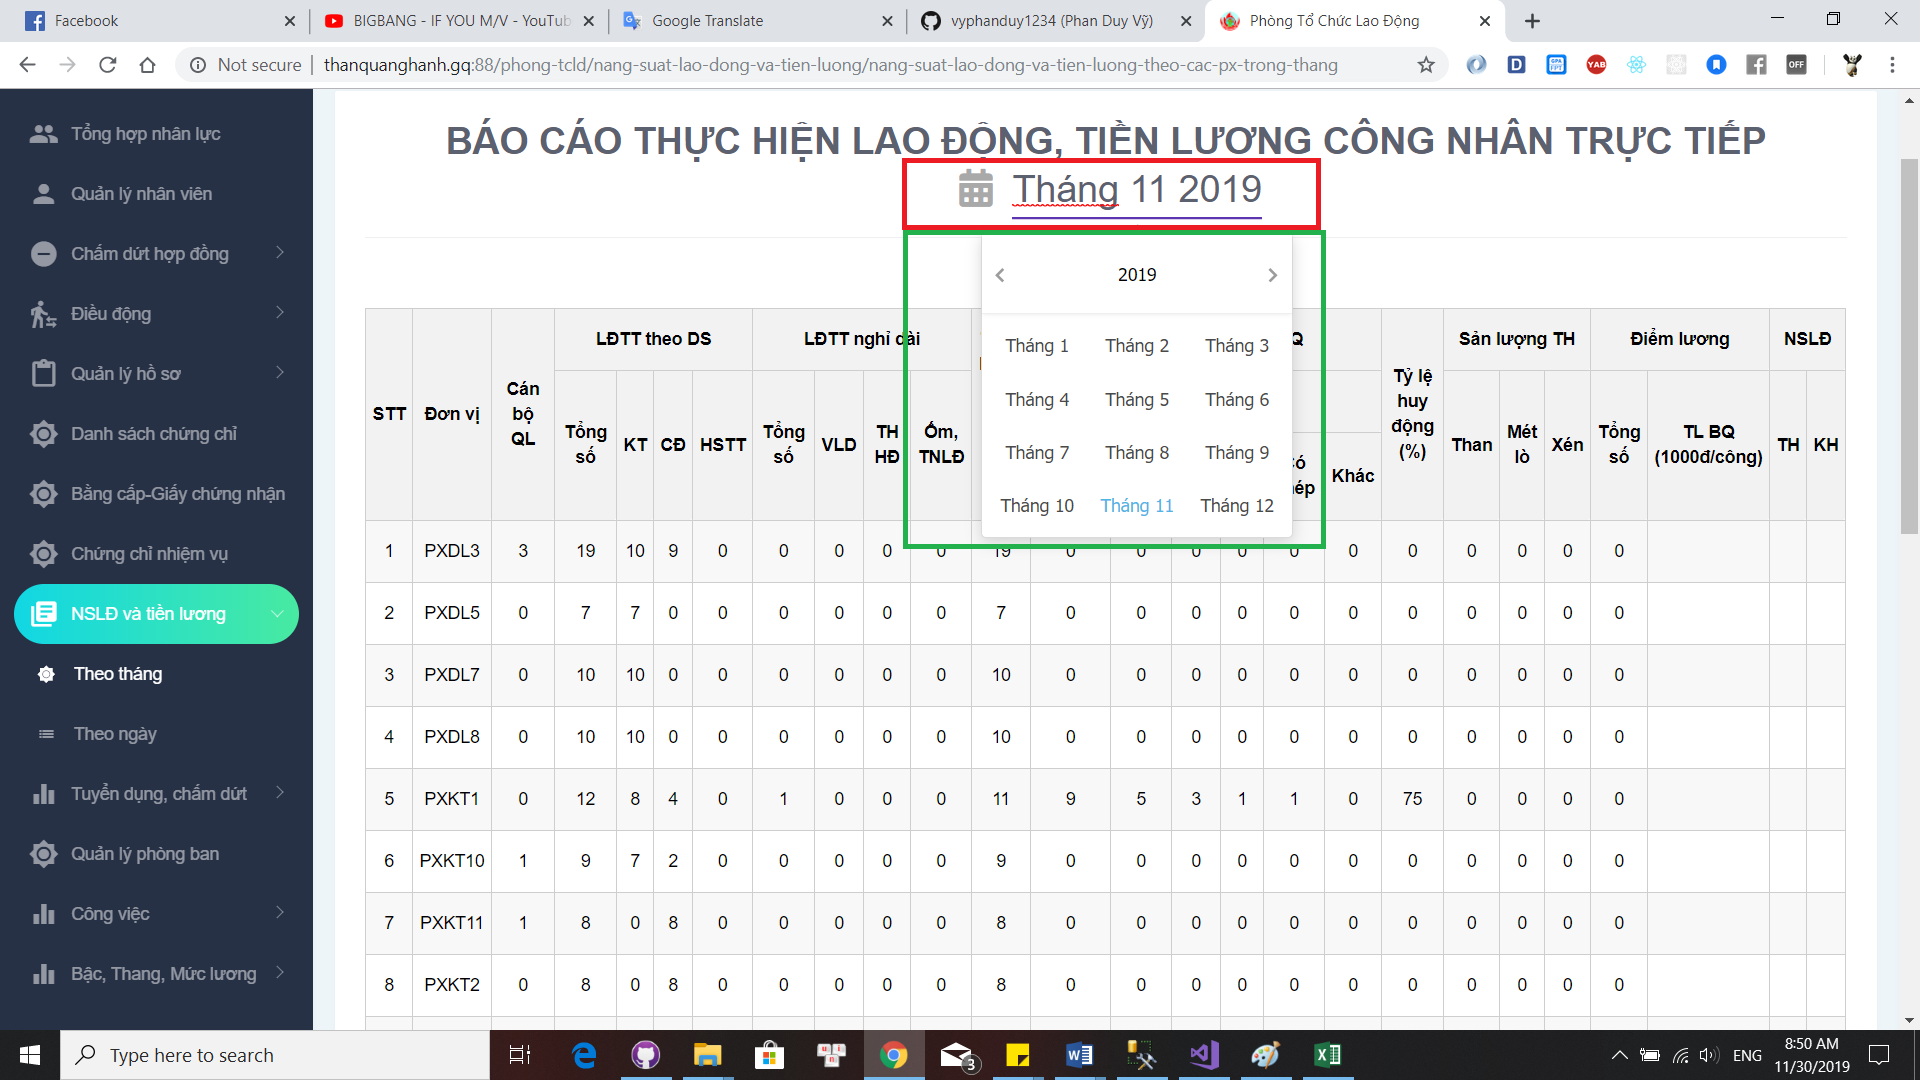 Facebook
BIGBANG - IF YOU M/V - YouTub
Google Translate
vyphanduy1234 (Phan Duy Vỹ)
Phòng Tổ Chức Lao Động
Not secure
thanquanghanh.gq:88/phong-tcld/nang-suat-lao-dong-va-tien-luong/nang-suat-lao-dong-va-tien-luong-theo-cac-px-trong-thang
YAB
OFF
Tổng hợp nhân lực
Quản lý nhân viên
Chấm dứt hợp đồng
Điều động
Quản lý hồ sơ
Danh sách chứng chỉ
Bằng cấp-Giấy chứng nhận
Chứng chỉ nhiệm vụ
NSLĐ và tiền lương
Theo tháng
Theo ngày
Tuyển dụng, chấm dứt
Quản lý phòng ban
Công việc
Bậc, Thang, Mức lương
BÁO CÁO THỰC HIỆN LAO ĐỘNG, TIỀN LƯƠNG CÔNG NHÂN TRỰC TIẾP
Tháng 11 2019
2019
Tháng 1 Tháng 2 Tháng 3
Tháng 4 Tháng 5 Tháng 6
Tháng 7 Tháng 8 Tháng 9
Tháng 10 Tháng 11 Tháng 12
LĐTT theo DS LĐTT nghỉ dài Q Sản lượng TH Điểm lương NSLĐ
STT Đơn vị Cán bộ QL Tổng số KT CĐ HSTT Tổng số VLD TH HĐ Ốm, TNLĐ Khác Tỷ lệ huy động (%) Than Mét lò Xén Tổng số TL BQ (1000đ/công) TH KH
1 PXDL3 3 19 10 9 0 0 0 0 0 19 0 0 0 0 0 0 0 0 0 0 0
2 PXDL5 0 7 7 0 0 0 0 0 0 7 0 0 0 0 0 0 0 0 0 0 0
3 PXDL7 0 10 10 0 0 0 0 0 0 10 0 0 0 0 0 0 0 0 0 0 0
4 PXDL8 0 10 10 0 0 0 0 0 0 10 0 0 0 0 0 0 0 0 0 0 0
5 PXKT1 0 12 8 4 0 1 0 0 0 11 9 5 3 1 1 0 75 0 0 0 0
6 PXKT10 1 9 7 2 0 0 0 0 0 9 0 0 0 0 0 0 0 0 0 0 0
7 PXKT11 1 8 0 8 0 0 0 0 0 8 0 0 0 0 0 0 0 0 0 0 0
8 PXKT2 0 8 0 8 0 0 0 0 0 8 0 0 0 0 0 0 0 0 0 0 0
Type here to search
3
ENG
8:50 AM
11/30/2019